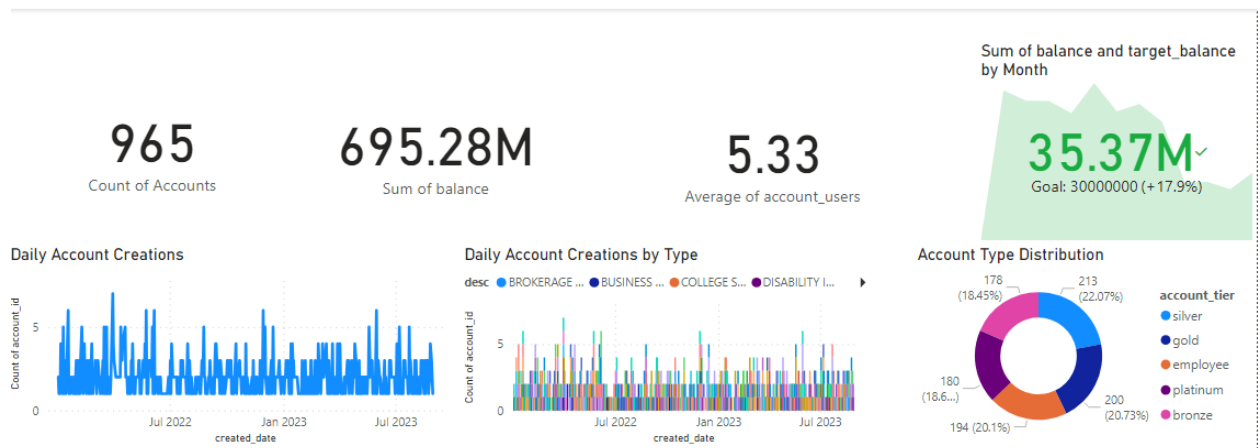 Sum of balance and target_balance
by Month
965
Count of Accounts
695.28M
Sum of balance
5.33
Average of account_users
35.37M
Goal: 30000000 (+17.9%)
Daily Account Creations
Count of account_id
5
0
Jul 2022
Jan 2023
Jul 2023
created_date
Daily Account Creations by Type
desc
BROKERAGE ...
BUSINESS ...
COLLEGE S...
DISABILITY I...
Count of account_id
5
0
Jul 2022
Jan 2023
Jul 2023
created_date
Account Type Distribution
178
(18.45%)
213
(22.07%)
180
(18.6...)
200
(20.73%)
194 (20.1%)
account_tier
silver
gold
employee
platinum
bronze